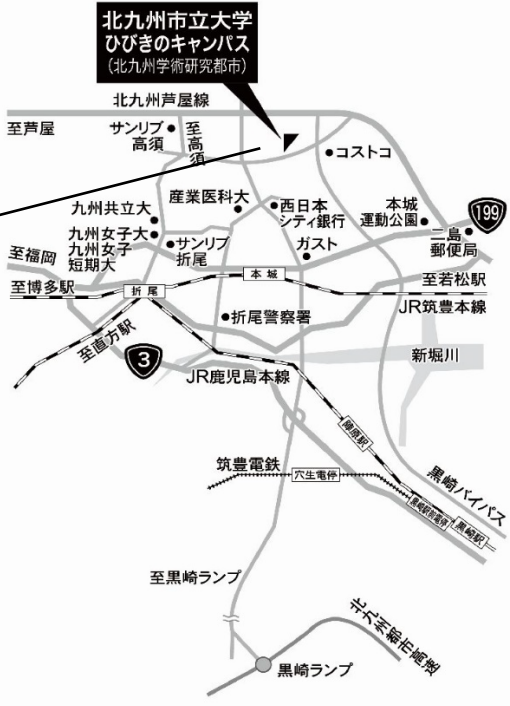 北九州市立大学
ひびきのキャンパス
(北九州学術研究都市)
北九州芦屋線
至芦屋
サンリブ
高須
至高須
コストコ
産業医科大
九州共立大
西日本
シティ銀行
本城
運動公園
199
九州女子大
九州女子
短期大
サンリブ
折尾
ガスト
二島
郵便局
至福岡
至博多駅
折尾
本城
至若松駅
JR筑豊本線
折尾警察署
至直方駅
3
新堀川
JR鹿児島本線
陣原駅
筑豊電鉄
穴生電停
黒崎バイパス
黒崎駅前電停
黒崎駅
至黒崎ランプ
北九州都市高速
黒崎ランプ